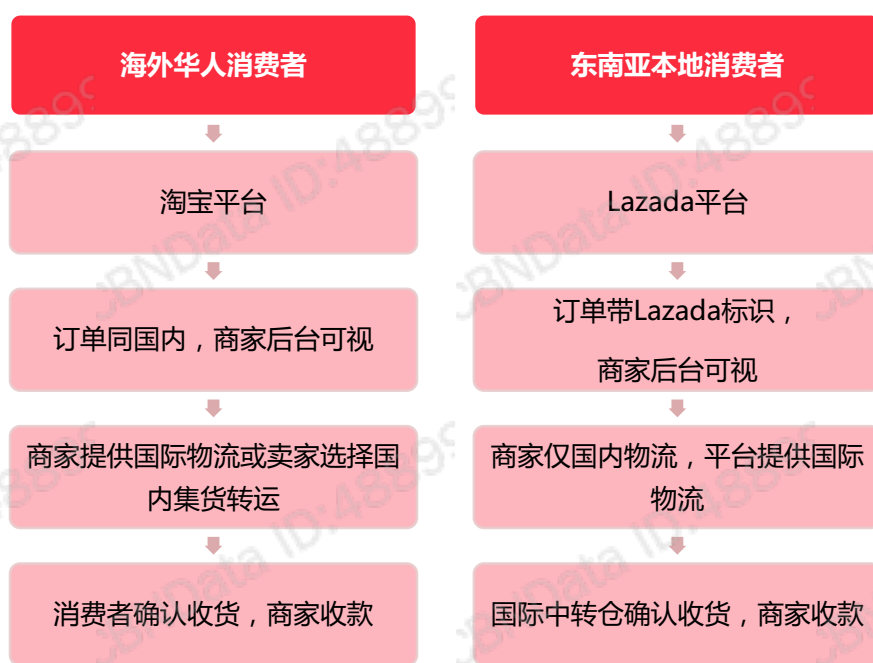 海外华人消费者
淘宝平台
订单同国内，商家后台可视
商家提供国际物流或卖家选择国
内集货转运
消费者确认收货，商家收款
东南亚本地消费者
Lazada平台
订单带Lazada标识，
商家后台可视
商家仅国内物流，平台提供国际
物流
国际中转仓确认收货，商家收款